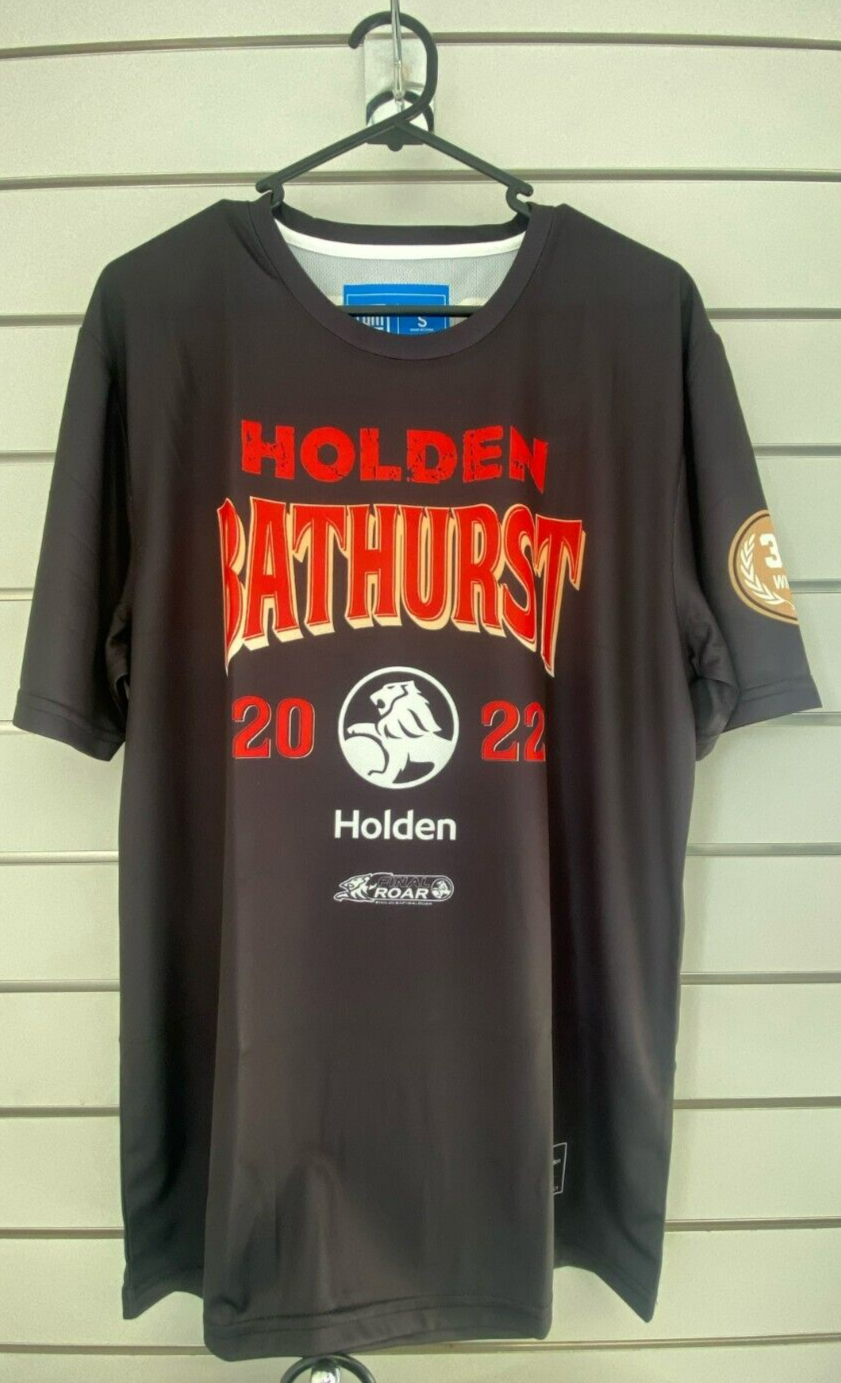 S
HOLDEN
BATHURST
20 22
Holden
FINAL
ROAR